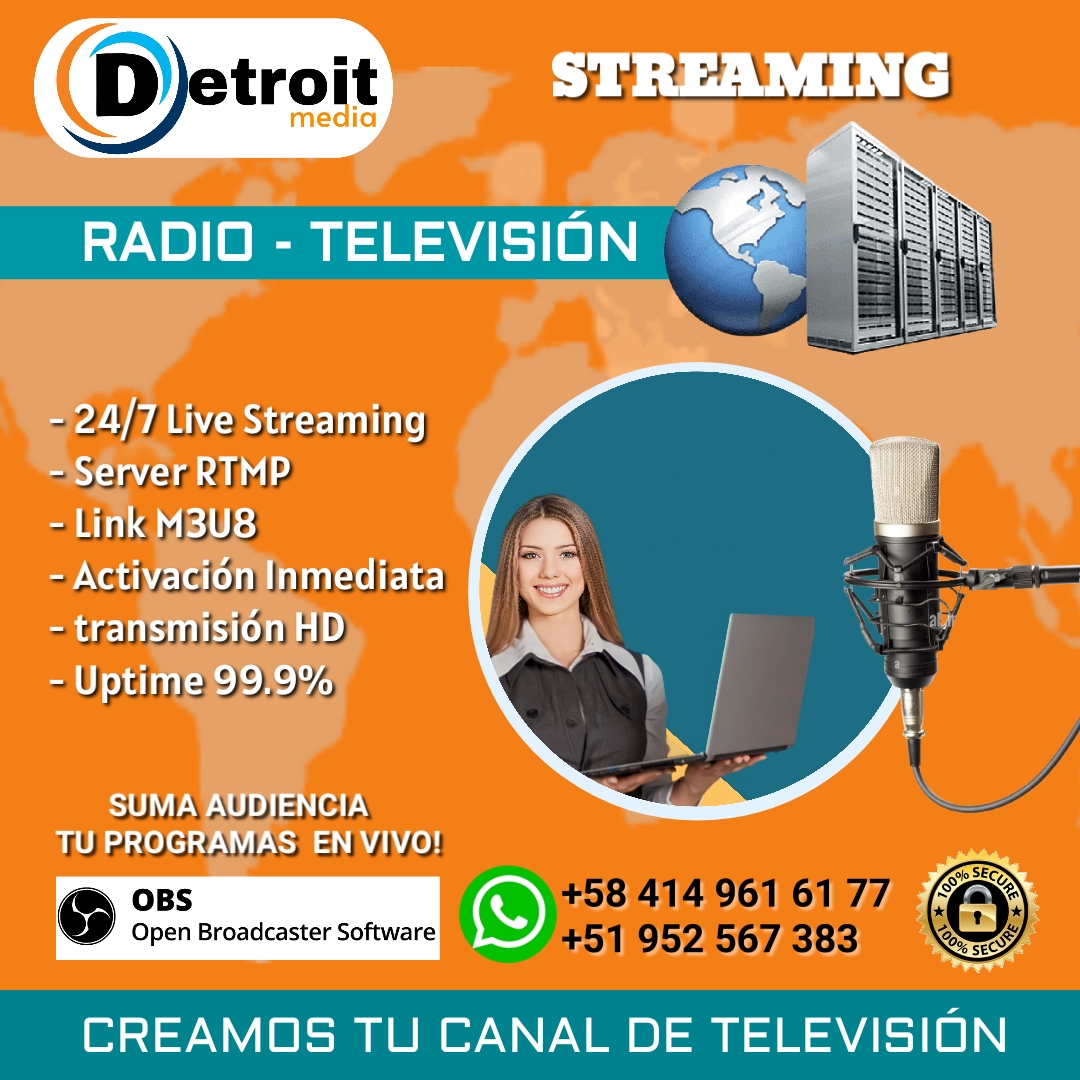 Detroit
media
STREAMING
RADIO - TELEVISIÓN
- 24/7 Live Streaming
- Server RTMP
- Link M3U8
- Activación Inmediata
- transmisión HD
- Uptime 99.9%
SUMA AUDIENCIA
TU PROGRAMAS EN VIVO!
OBS
Open Broadcaster Software
+58 414 961 61 77
+51 952 567 383
100% SECURE
100% SECURE
CREAMOS TU CANAL DE TELEVISIÓN